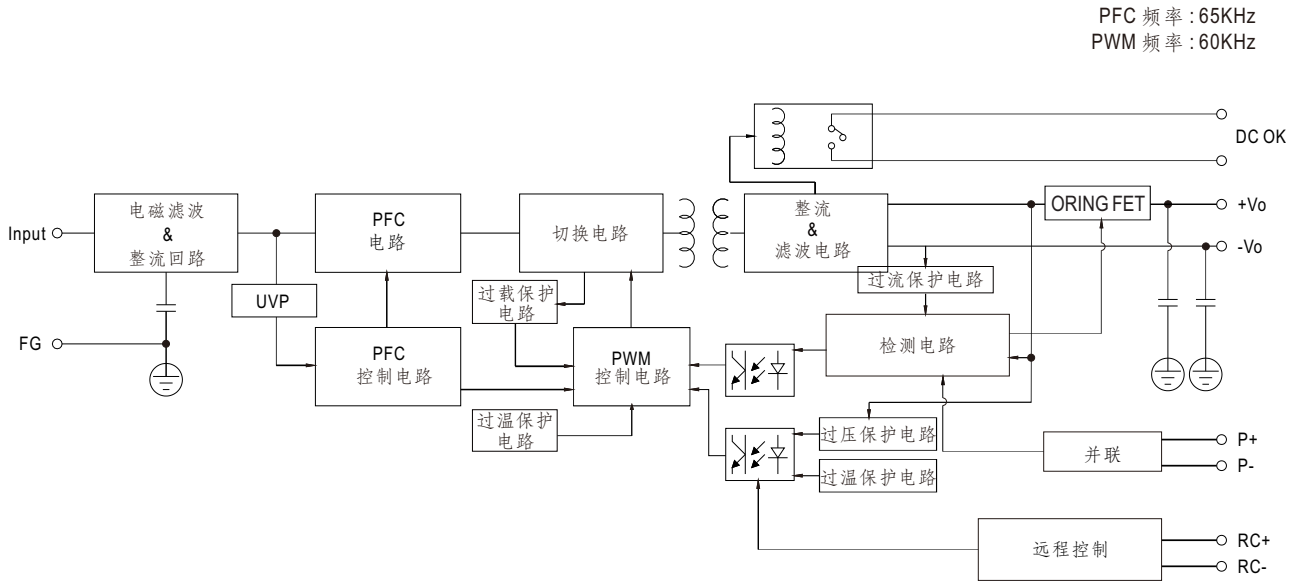 PFC 频率 : 65KHz
PWM 频率 : 60KHz
DC OK
电磁滤波
&
整流回路
PFC
电路
切换电路
整流
&
滤波电路
ORING FET
+Vo
-Vo
Input
UVP
过载保护
电路
过流保护电路
FG
PFC
控制电路
PWM
控制电路
检测电路
过温保护
电路
过压保护电路
过温保护电路
并联
P+
P-
远程控制
RC+
RC-